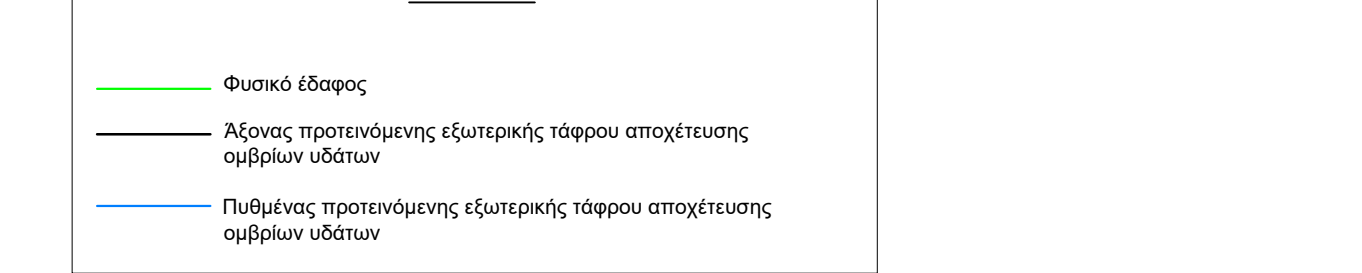 Φυσικό έδαφος
Άξονας προτεινόμενης εξωτερικής τάφρου αποχέτευσης
ομβρίων υδάτων
Πυθμένας προτεινόμενης εξωτερικής τάφρου αποχέτευσης
ομβρίων υδάτων